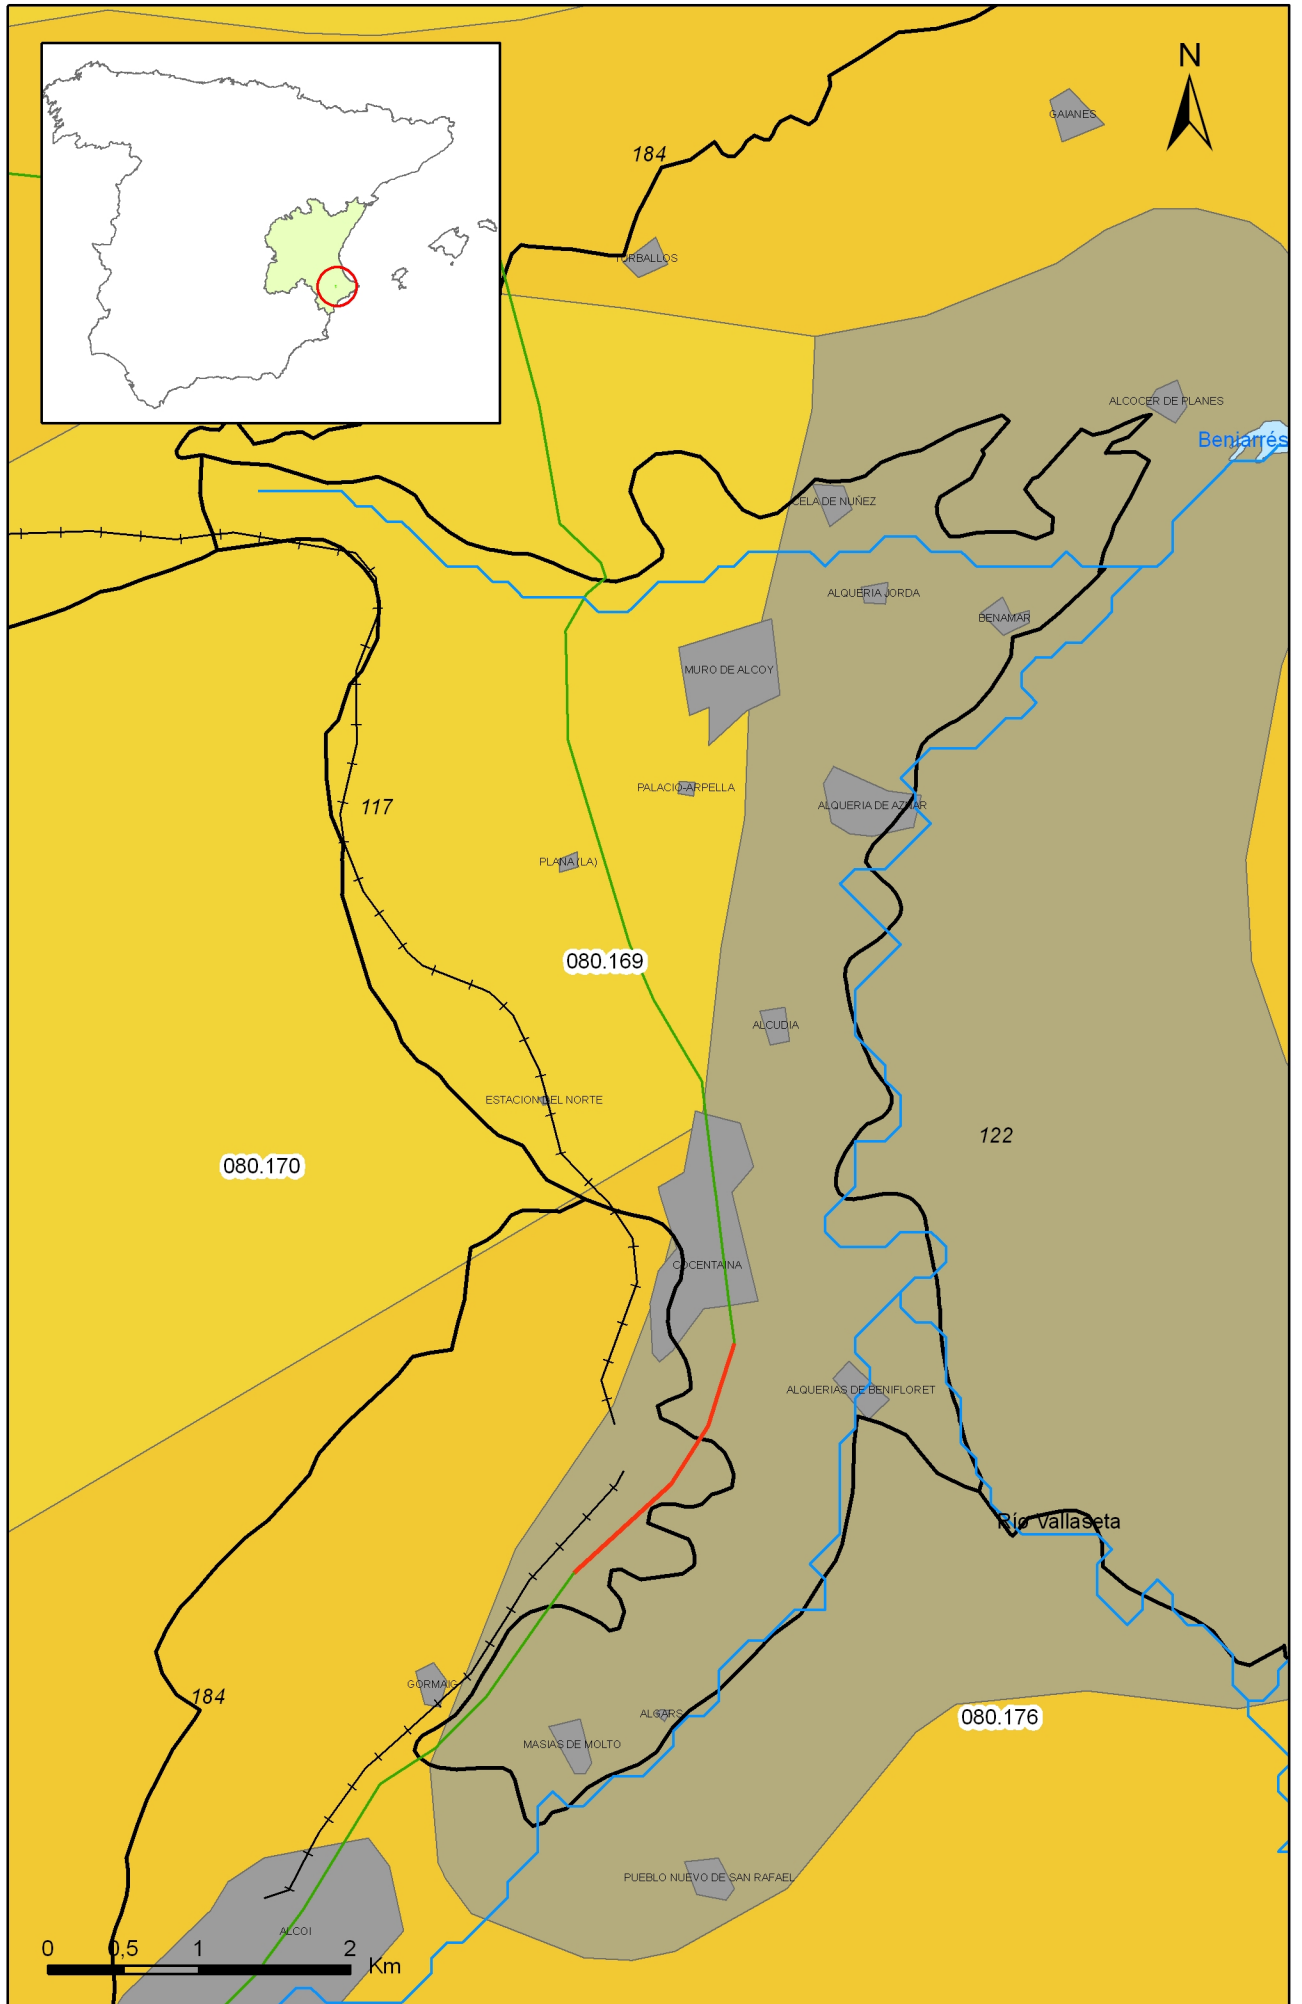 N
GAIANES
184
TURBALLOS
ALCOCER DE PLANES
Beniarrés
CELA DE NUÑEZ
ALQUERIA JORDA
BENAMAR
MURO DE ALCOY
PALACIO-ARPELLA
117
ALQUERIA DE AZNAR
PLANA (LA)
080.169
ALCUDIA
ESTACION DEL NORTE
122
080.170
COCENTAINA
ALQUERIAS DE BENIFLORET
Río Vallaseta
GORMAIG
184
ALGARS
080.176
MASIAS DE MOLTO
PUEBLO NUEVO DE SAN RAFAEL
ALCOI
0 0,5 1 2
Km